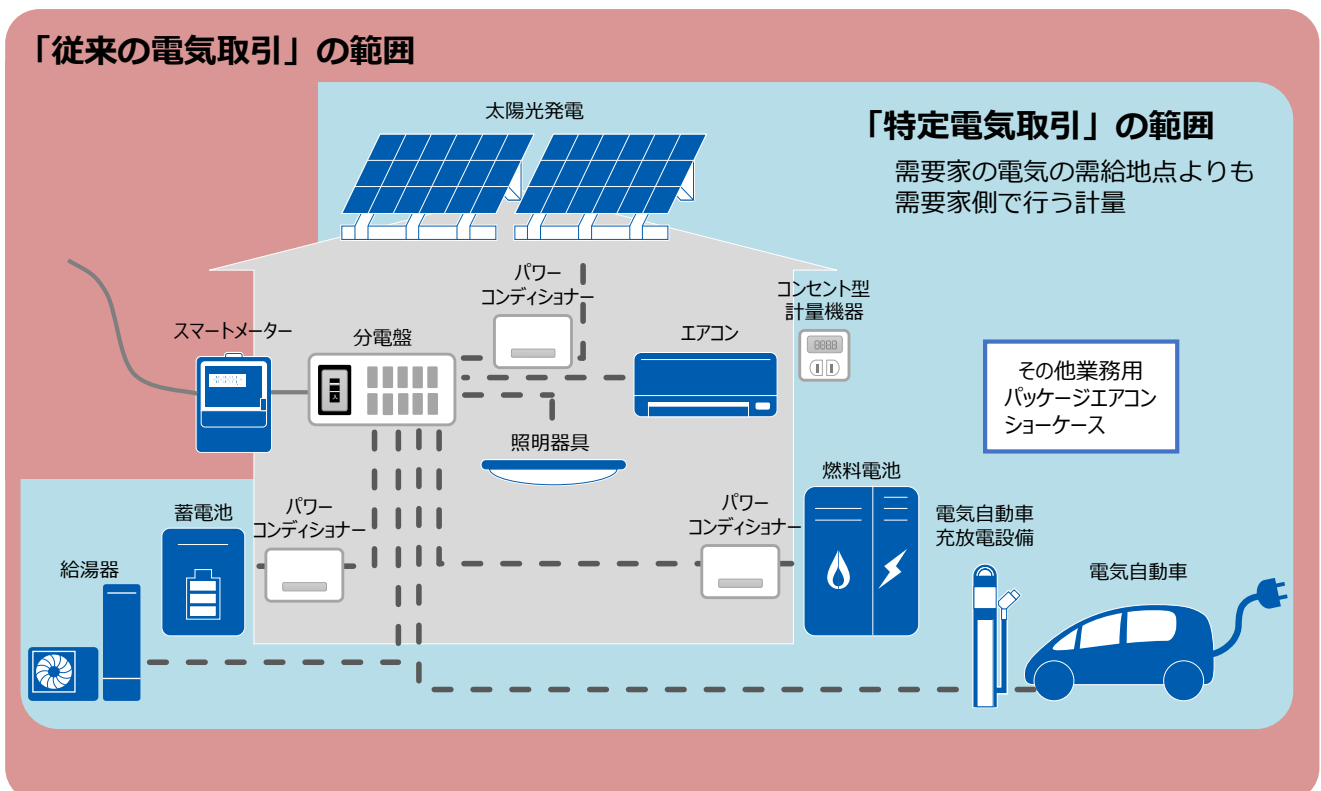 「従来の電気取引」の範囲
太陽光発電
「特定電気取引」の範囲
需要家の電気の需給地点よりも
需要家側で行う計量
パワー
コンディショナー
コンセント型
計量機器
8888
スマートメーター
分電盤
エアコン
その他業務用
パッケージエアコン
ショーケース
照明器具
燃料電池
蓄電池
パワー
コンディショナー
パワー
コンディショナー
電気自動車
充放電設備
給湯器
電気自動車